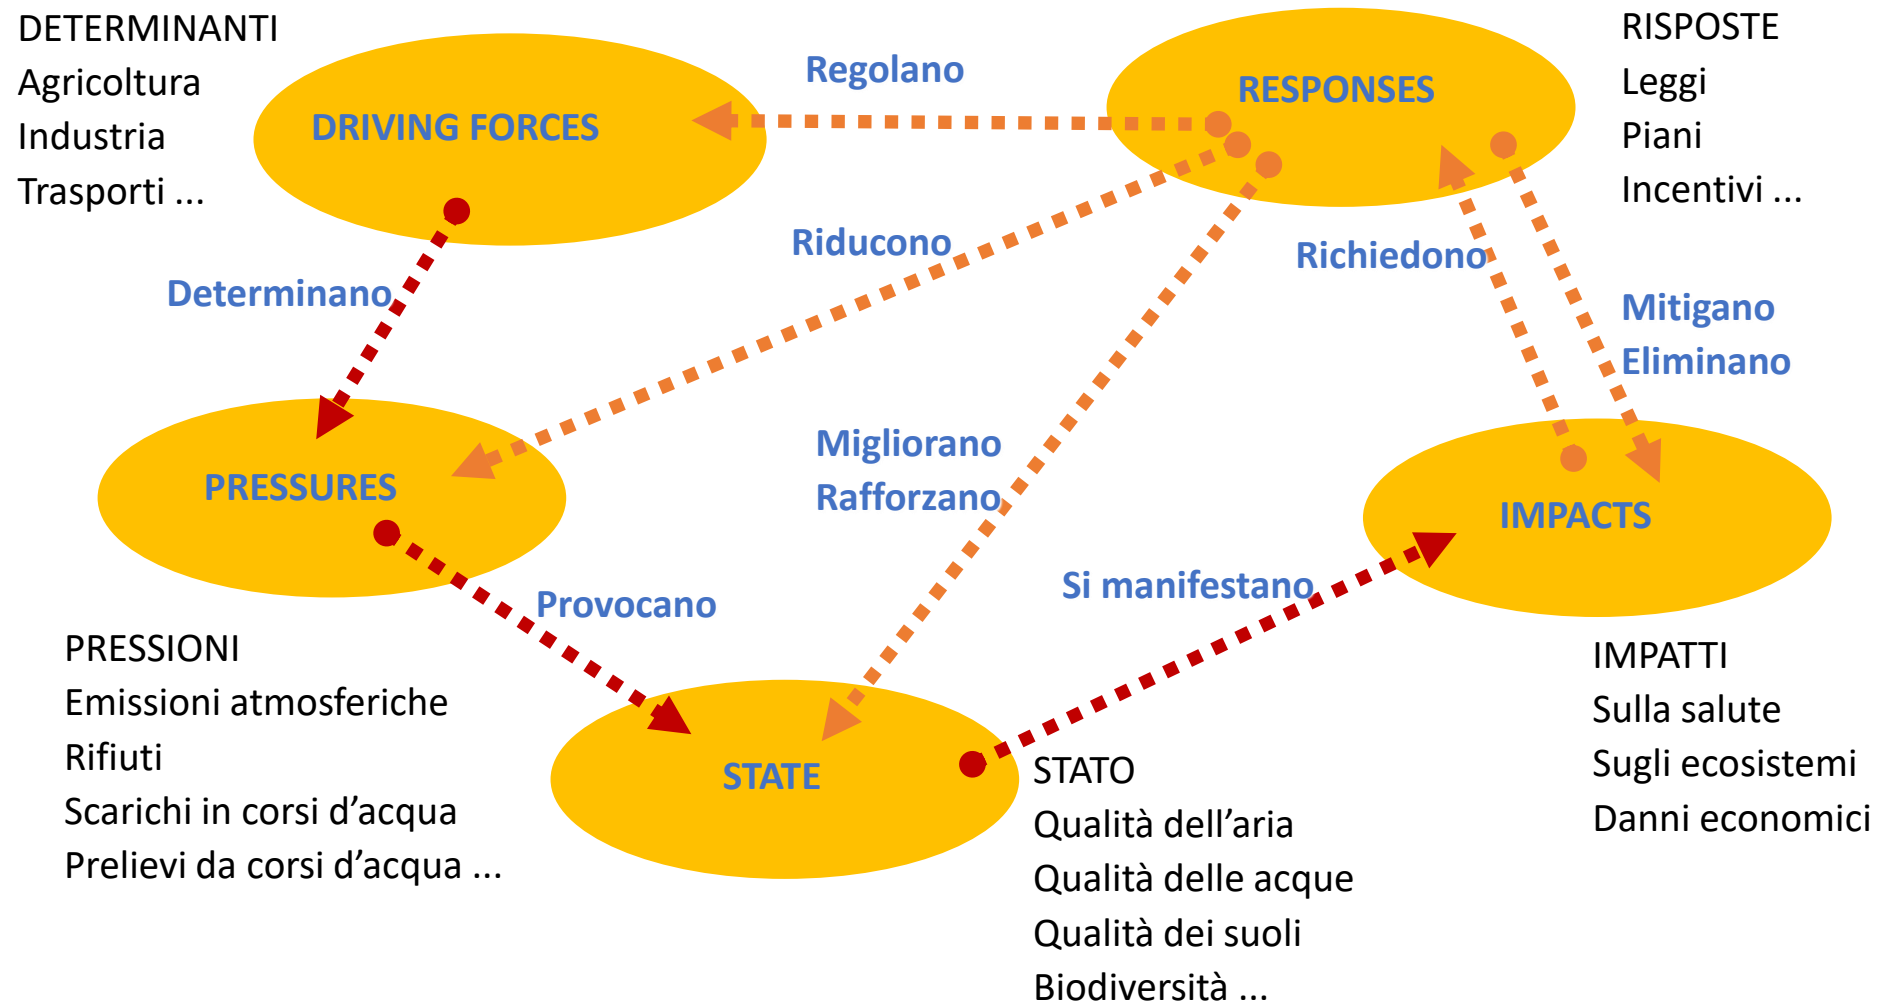 DETERMINANTI
Agricoltura
Industria
Trasporti ...
DRIVING FORCES
Regolano
RESPONSES
RISPOSTE
Leggi
Piani
Incentivi ...
Determinano
Riducono
Richiedono
Mitigano
Eliminano
PRESSURES
Migliorano
Rafforzano
IMPACTS
Provocano
Si manifestano
PRESSIONI
Emissioni atmosferiche
Rifiuti
Scarichi in corsi d’acqua
Prelievi da corsi d’acqua ...
STATE
STATO
Qualità dell’aria
Qualità delle acque
Qualità dei suoli
Biodiversità ...
IMPATTI
Sulla salute
Sugli ecosistemi
Danni economici